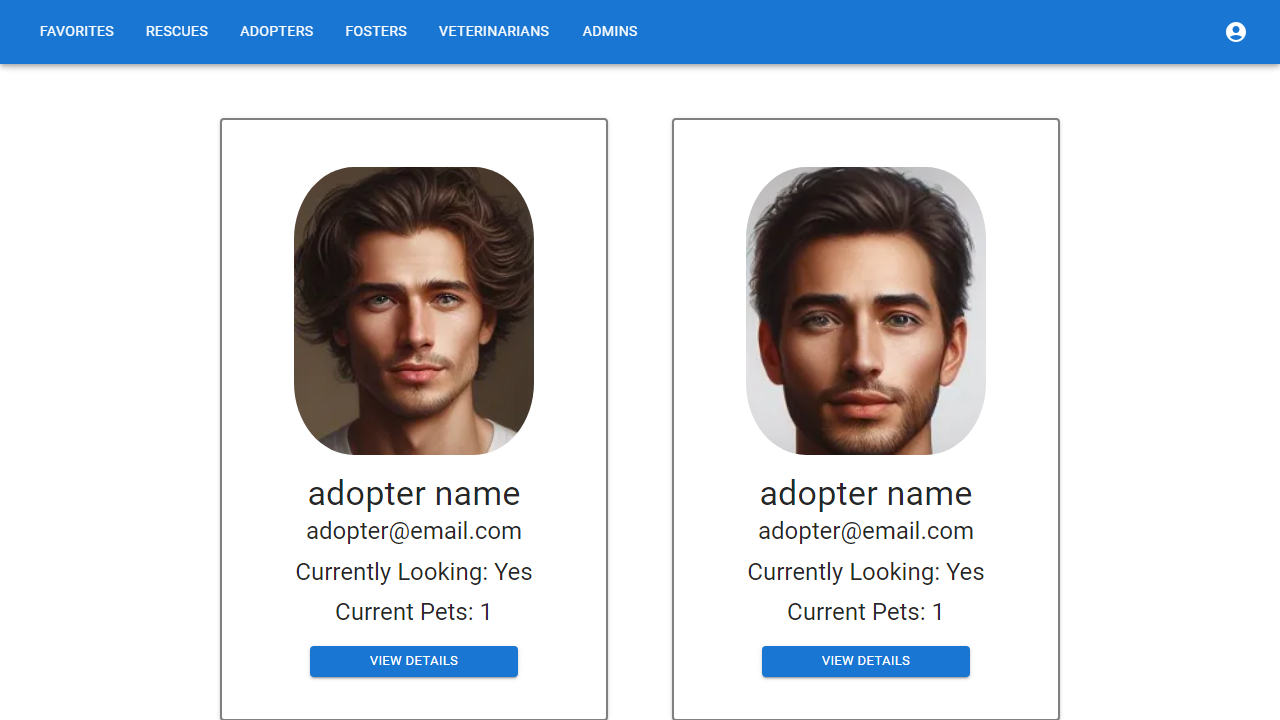 FAVORITES RESCUES ADOPTERS FOSTERS VETERINARIANS ADMINS
adopter name
adopter@email.com
Currently Looking: Yes
Current Pets: 1
VIEW DETAILS
adopter name
adopter@email.com
Currently Looking: Yes
Current Pets: 1
VIEW DETAILS